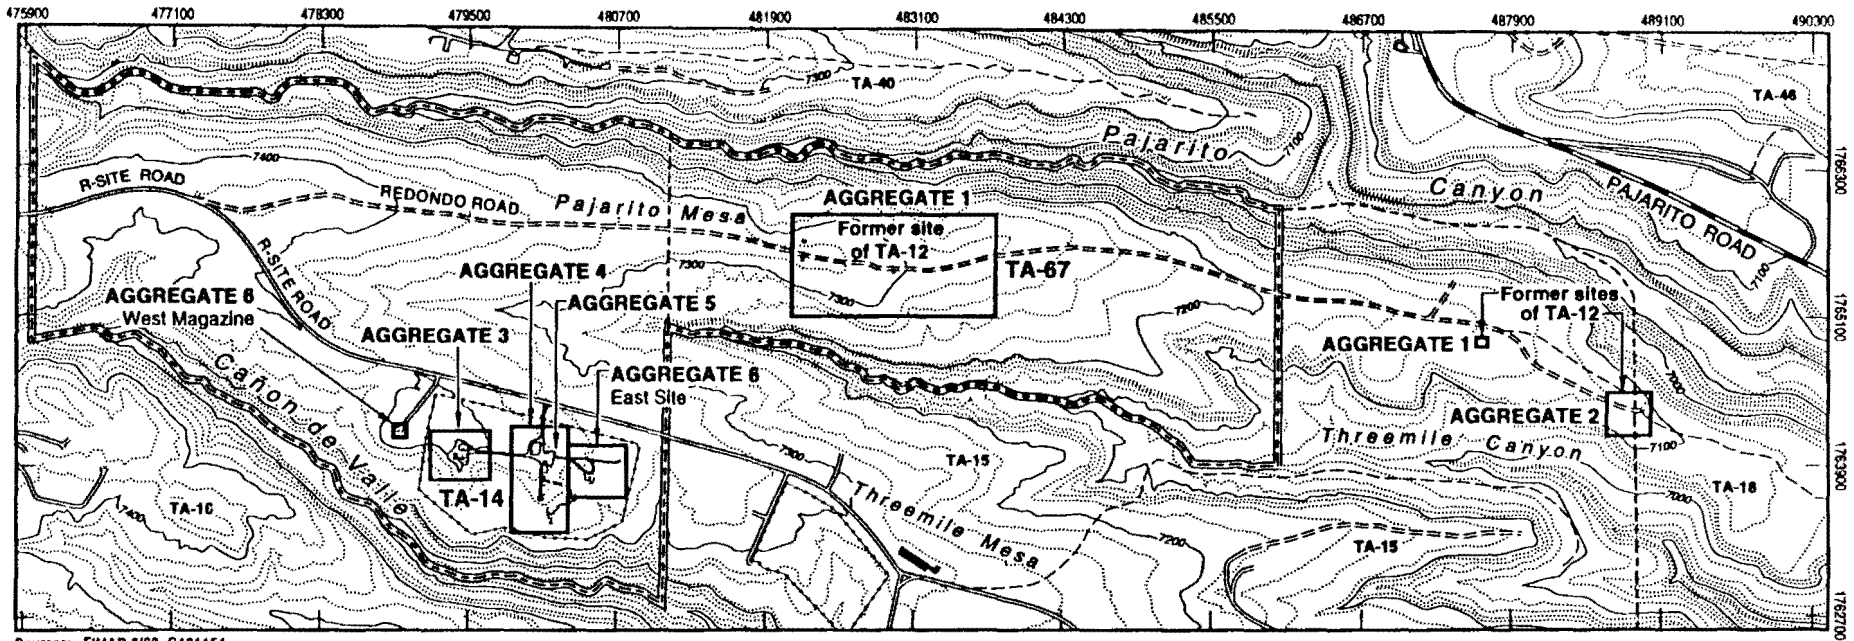 475900 477100 478300 479500 480700 481900 483100 484300 485500 486700 487900 489100 490300
7300
TA-40
TA-46
Pajarito
7100
7400
R-SITE ROAD
REDONDO ROAD
Pajarito Mesa
AGGREGATE 1
Canyon
PAJARITO ROAD
1766300
Former site
of TA-12
R-SITE ROAD
AGGREGATE 4
7300
TA-67
7100
AGGREGATE 6
West Magazine
AGGREGATE 5
7300
7200
Former sites
of TA-12
1765100
AGGREGATE 3
AGGREGATE 1
Cañon de Valle
AGGREGATE 6
East Site
7000
AGGREGATE 2
Threemile Canyon
7100
7300
TA-15
1763900
TA-14
Threemile Mesa
7000
TA-18
7400
7200
TA-15
1762700